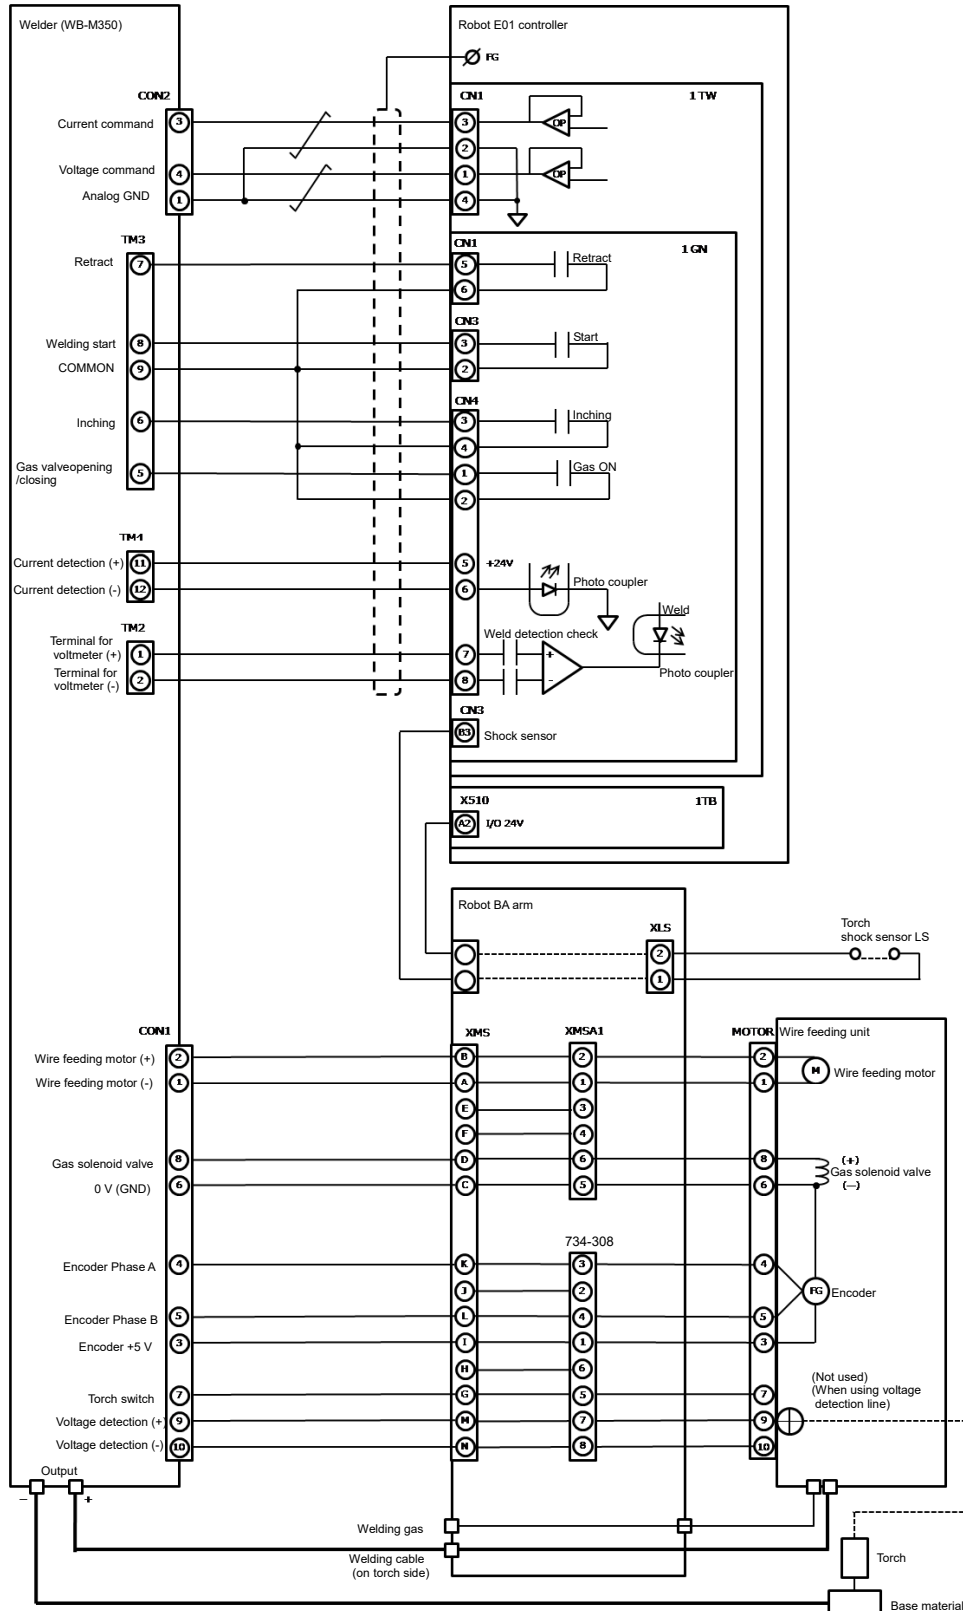 Welder (WB-M350)
Robot E01 controller
FG
CON2
CN1
1TW
Current command
3
3
OP
2
Voltage command
4
1
OP
Analog GND
1
4
TM3
CN1
1GN
Retract
7
5
Retract
6
CN3
Welding start
8
3
Start
COMMON
9
2
CN4
Inching
6
3
Inching
4
Gas valveopening
/closing
5
1
Gas ON
2
TM1
Current detection (+)
11
5
+24V
Current detection (-)
12
6
Photo coupler
TM2
Weld
Weld detection check
Terminal for
voltmeter (+)
1
7
+
Terminal for
voltmeter (-)
2
8
-
Photo coupler
CN3
B3
Shock sensor
X510
1TB
A2
I/O 24V
Robot BA arm
XLS
Torch
shock sensor LS
2
1
CON1
XMS
XMSA1
MOTOR
Wire feeding unit
Wire feeding motor (+)
2
B
2
2
M
Wire feeding motor
Wire feeding motor (-)
1
A
1
1
E
3
F
4
Gas solenoid valve
8
D
6
8
(+)
Gas solenoid valve
(—)
0 V (GND)
6
C
5
6
734-308
Encoder Phase A
4
K
3
4
J
2
FG
Encoder
Encoder Phase B
5
L
4
5
Encoder +5 V
3
I
1
3
H
6
Torch switch
7
G
5
7
(Not used)
(When using voltage
detection line)
Voltage detection (+)
9
M
7
9
Voltage detection (-)
10
N
8
10
Output
—
+
Welding gas
Welding cable
(on torch side)
Torch
Base material